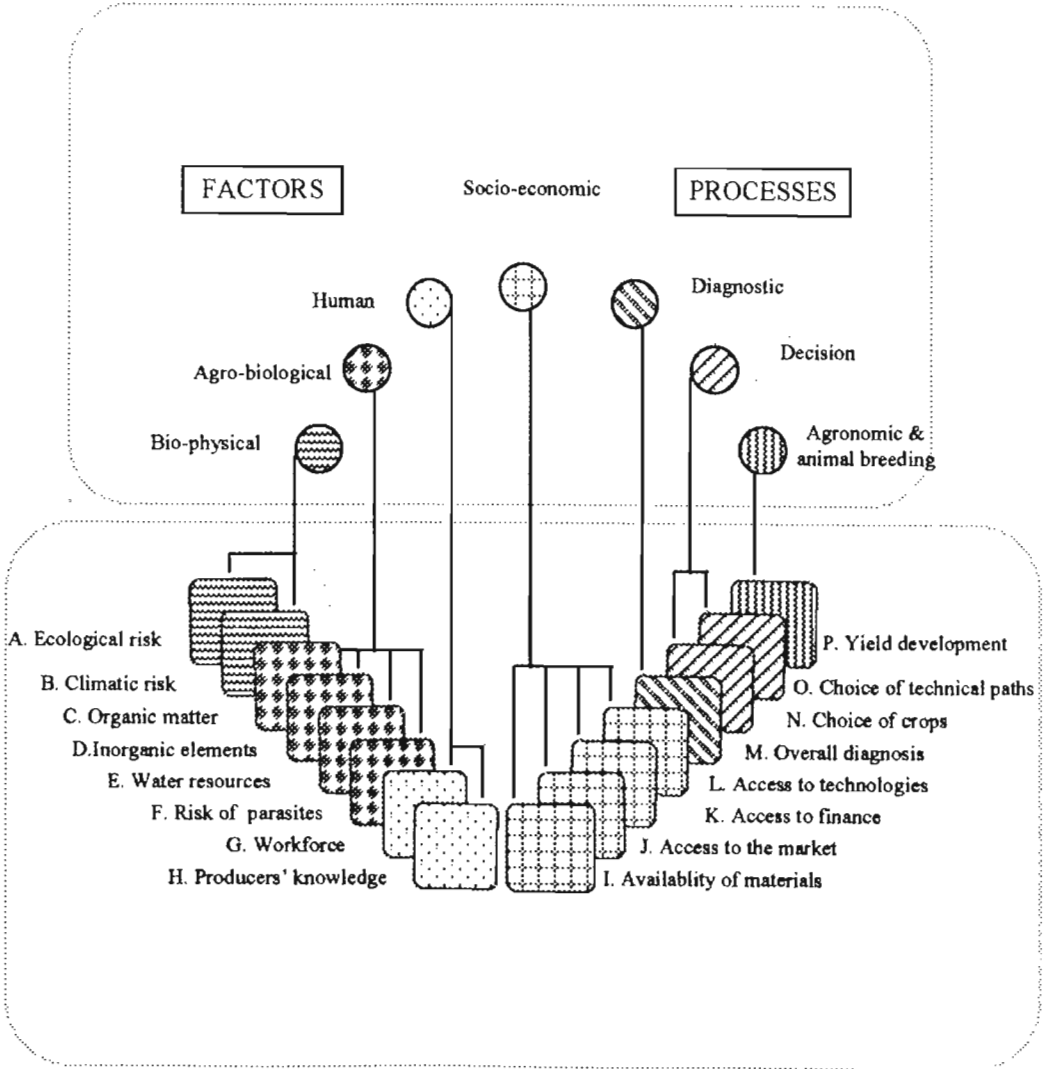 FACTORS
Socio-economic
PROCESSES
Human
Diagnostic
Agro-biological
Decision
Bio-physical
Agronomic &
animal breeding
A. Ecological risk
B. Climatic risk
C. Organic matter
D.Inorganic elements
E. Water resources
F. Risk of parasites
G. Workforce
H. Producers' knowledge
P. Yield development
O. Choice of technical paths
N. Choice of crops
M. Overall diagnosis
L. Access to technologies
K. Access to finance
J. Access to the market
I. Availablity of materials